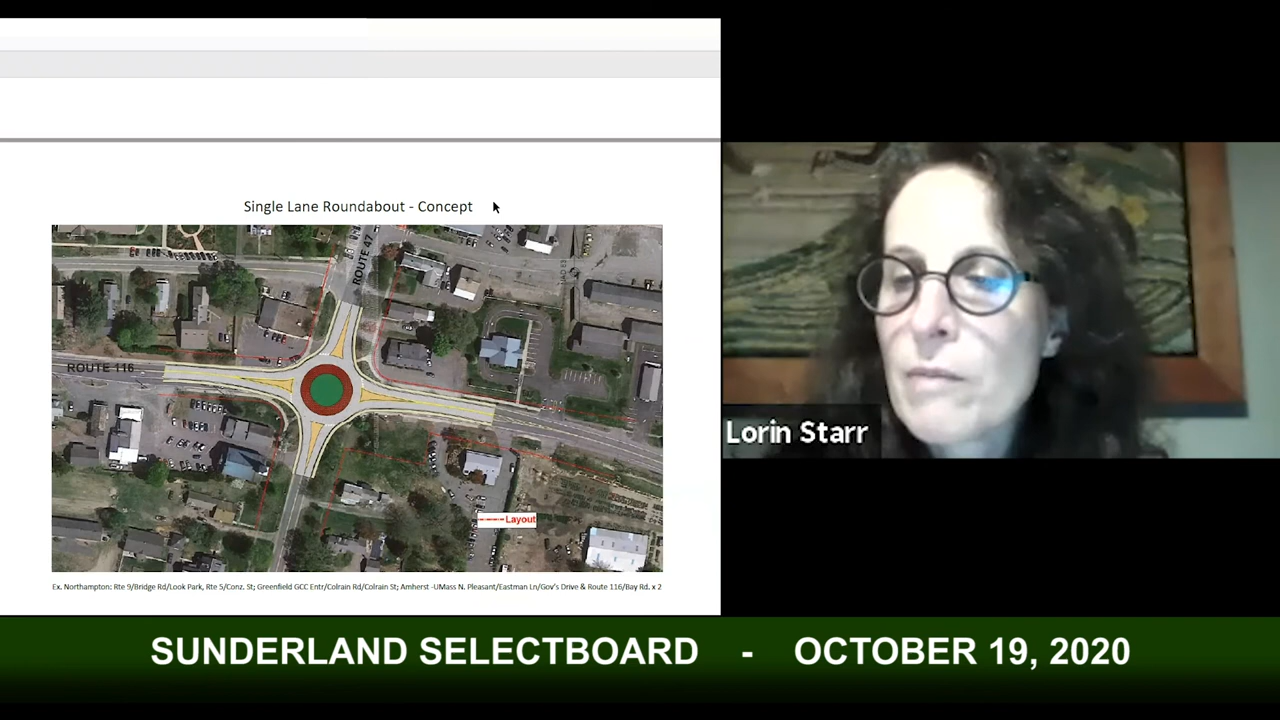 Single Lane Roundabout - Concept
ROUTE 47
ROUTE 116
Layout
Ex. Northampton: Rte 9/Bridge Rd/Look Park, Rte 5/Conz. St; Greenfield GCC Entr/Colrain Rd/Colrain St; Amherst -UMass N. Pleasant/Eastman Ln/Gov's Drive & Route 116/Bay Rd. x 2
Lorin Starr
SUNDERLAND SELECTBOARD - OCTOBER 19, 2020